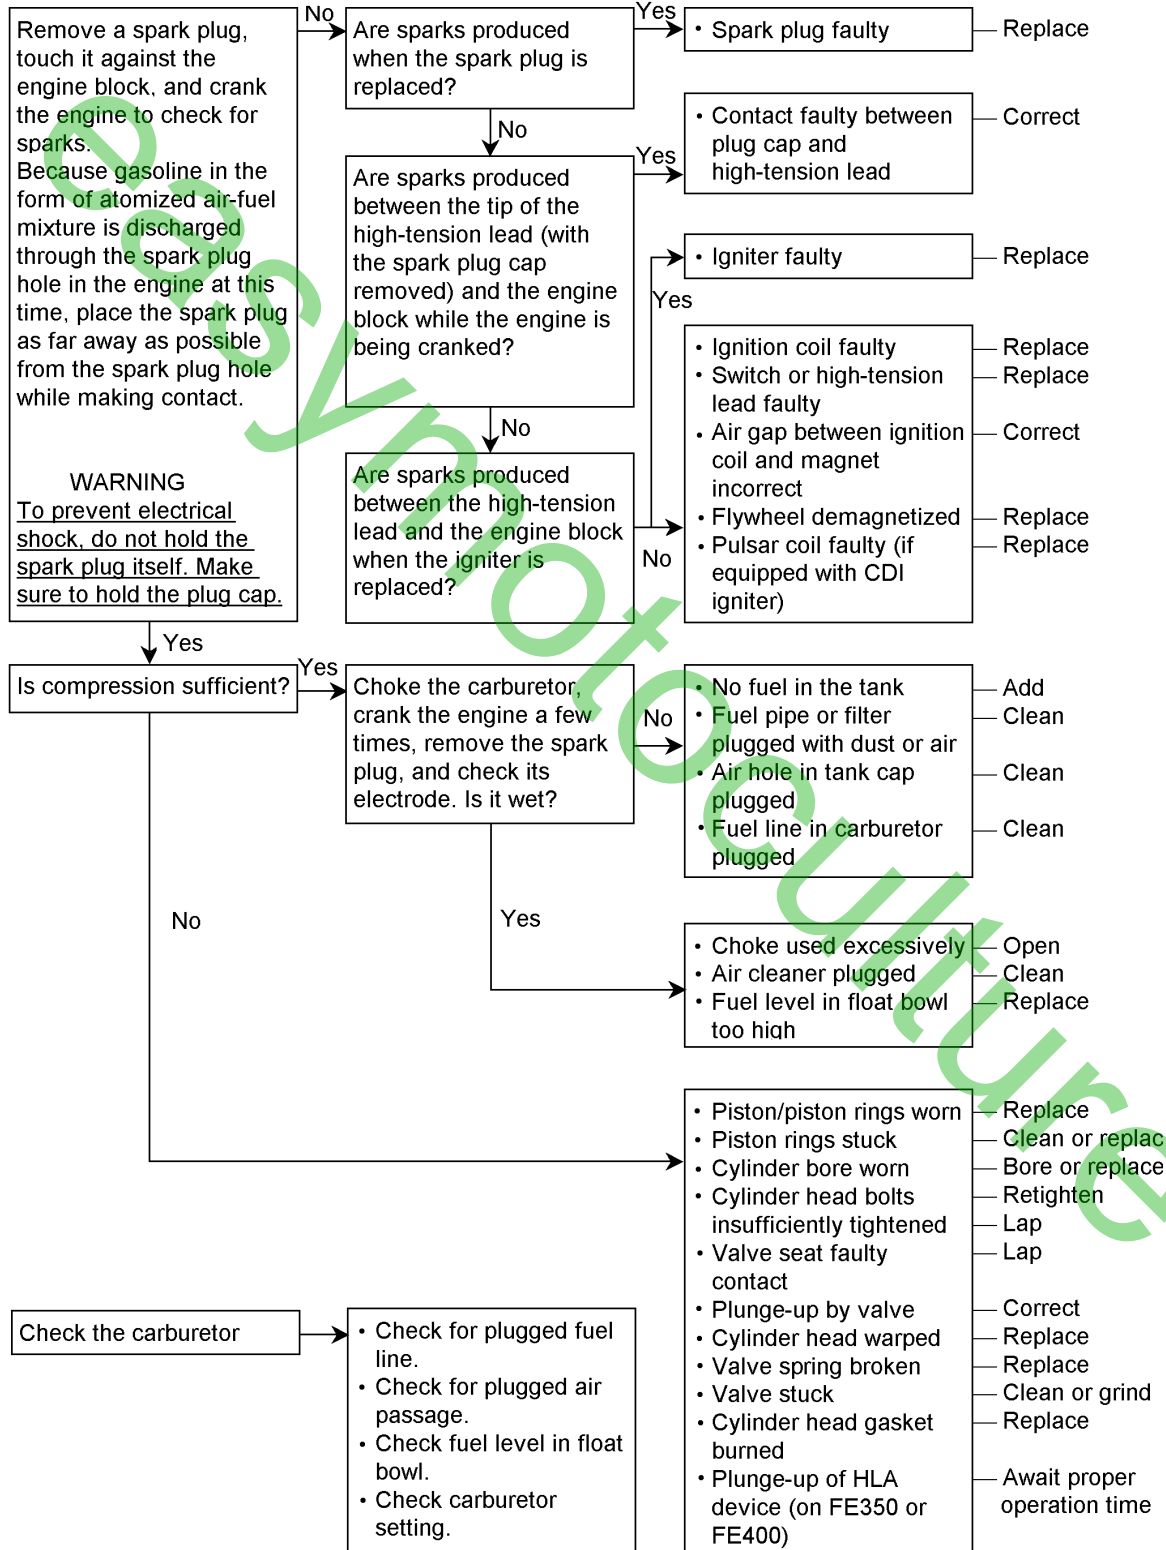 Remove a spark plug,
touch it against the
engine block, and crank
the engine to check for
sparks.
Because gasoline in the
form of atomized air-fuel
mixture is discharged
through the spark plug
hole in the engine at this
time, place the spark plug
as far away as possible
from the spark plug hole
while making contact.
WARNING
To prevent electrical
shock, do not hold the
spark plug itself. Make
sure to hold the plug cap.
No
Are sparks produced
when the spark plug is
replaced?
Yes
• Spark plug faulty
Replace
No
Are sparks produced
between the tip of the
high-tension lead (with
the spark plug cap
removed) and the engine
block while the engine is
being cranked?
Yes
• Contact faulty between
plug cap and
high-tension lead
Correct
No
Are sparks produced
between the high-tension
lead and the engine block
when the igniter is
replaced?
Yes
• Igniter faulty
Replace
No
• Ignition coil faulty
Replace
• Switch or high-tension
lead faulty
Replace
• Air gap between ignition
coil and magnet
incorrect
Correct
• Flywheel demagnetized
Replace
• Pulsar coil faulty (if
equipped with CDI
igniter)
Replace
Yes
Is compression sufficient?
Yes
Choke the carburetor,
crank the engine a few
times, remove the spark
plug, and check its
electrode. Is it wet?
No
• No fuel in the tank
Add
• Fuel pipe or filter
plugged with dust or air
Clean
• Air hole in tank cap
plugged
Clean
• Fuel line in carburetor
plugged
Clean
Yes
• Choke used excessively
Open
• Air cleaner plugged
Clean
• Fuel level in float bowl
too high
Replace
No
• Piston/piston rings worn
Replace
• Piston rings stuck
Clean or replac
• Cylinder bore worn
Bore or replace
• Cylinder head bolts
insufficiently tightened
Retighten
Lap
• Valve seat faulty
contact
Lap
• Plunge-up by valve
Correct
• Cylinder head warped
Replace
• Valve spring broken
Replace
• Valve stuck
Clean or grind
• Cylinder head gasket
burned
Replace
• Plunge-up of HLA
device (on FE350 or
FE400)
Await proper
operation time
Check the carburetor
• Check for plugged fuel
line.
• Check for plugged air
passage.
• Check fuel level in float
bowl.
• Check carburetor
setting.
easymotoculture